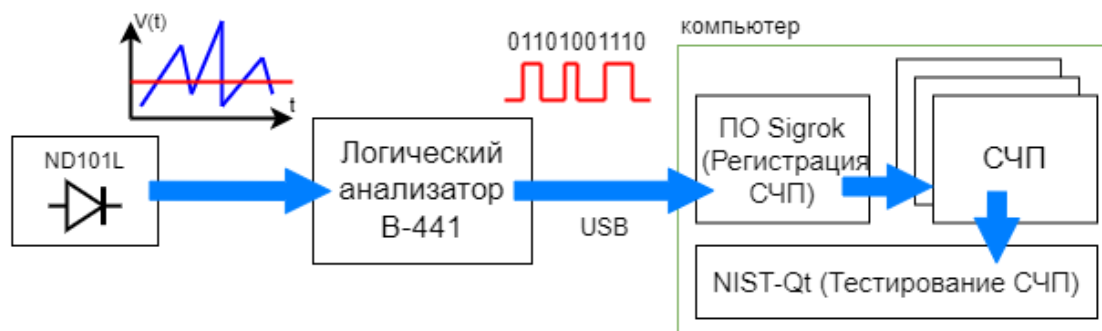 V(t)
t
01101001110
компьютер
ND101L
Логический
анализатор
В-441
USB
ПО Sigrok
(Регистрация
СЧП)
СЧП
NIST-Qt (Тестирование СЧП)